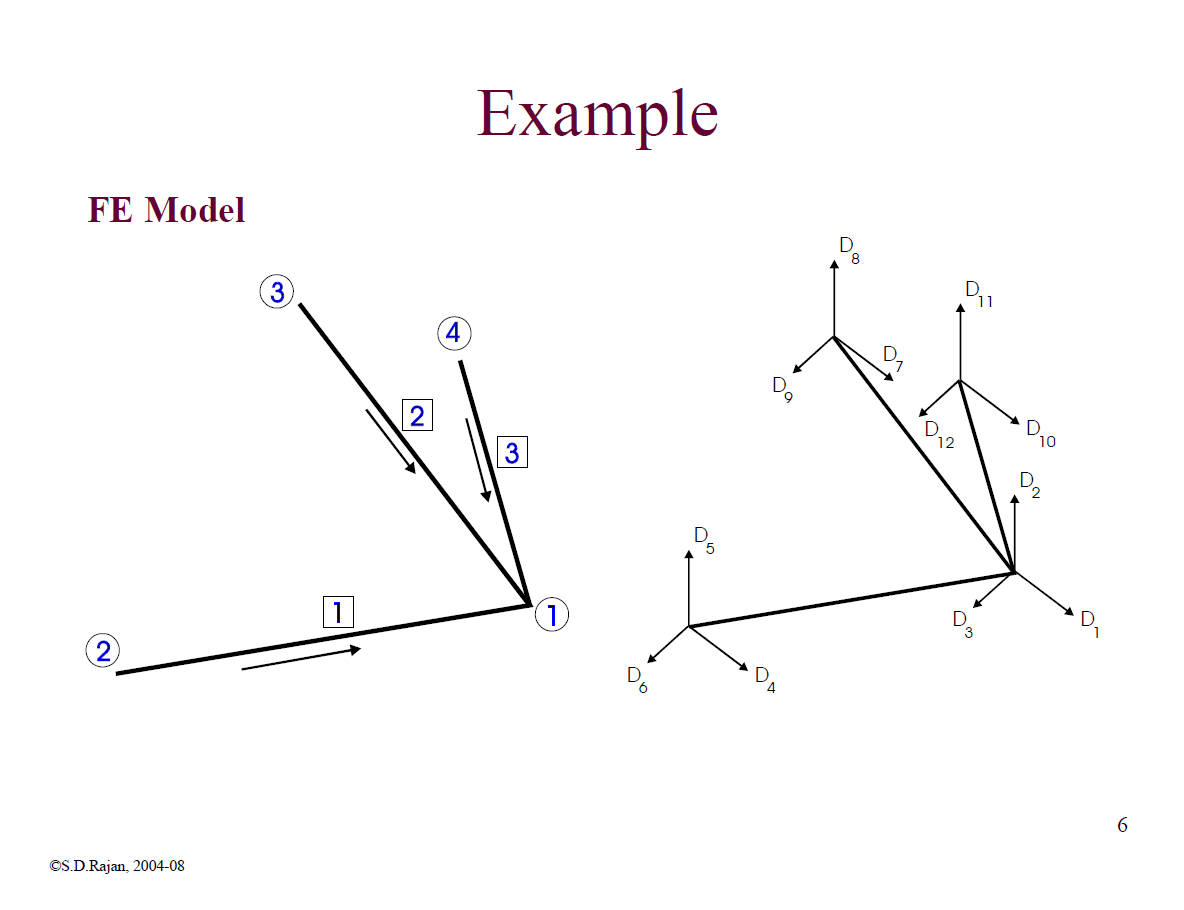 Example
FE Model
3
4
2
3
1
1
2
D8
D11
D7
D9
D12
D10
D2
D5
D3
D1
D6
D4
6
©S.D.Rajan, 2004-08